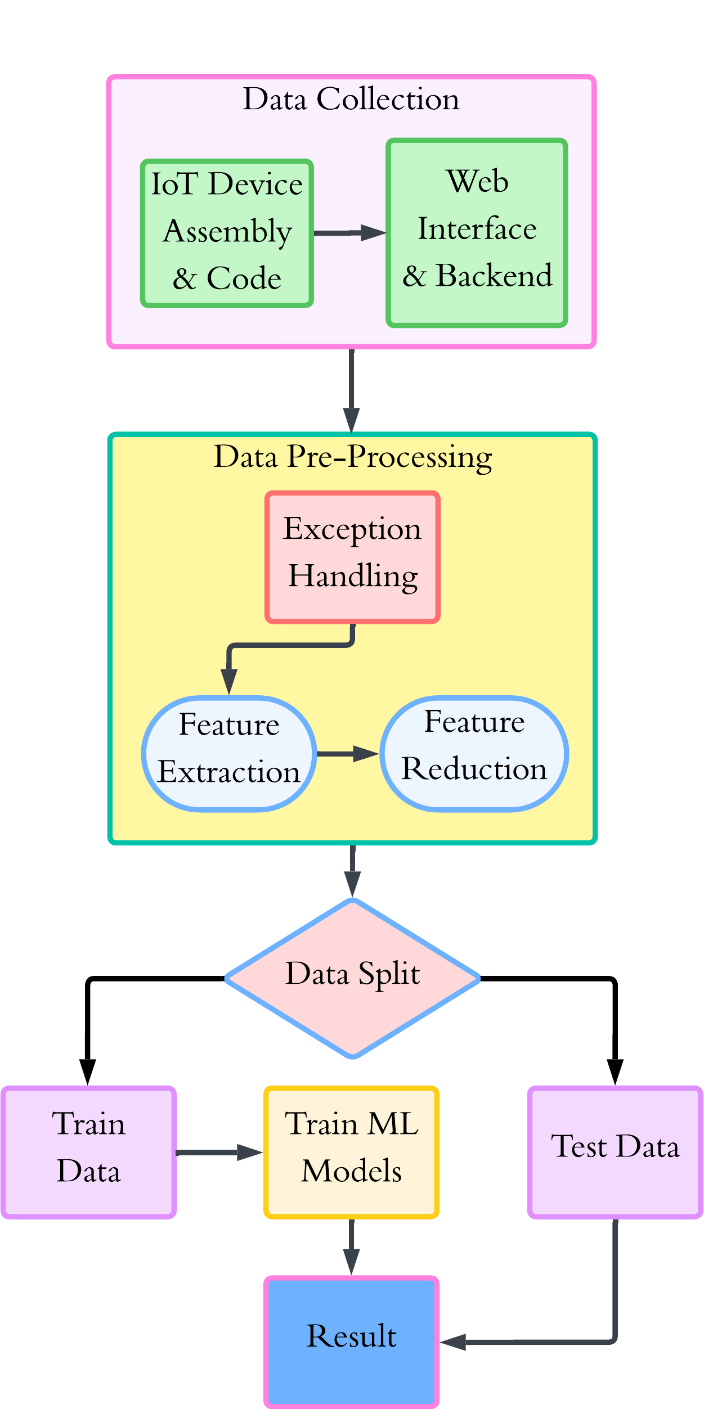 Data Collection
IoT Device
Assembly
& Code
Web
Interface
& Backend
Data Pre-Processing
Exception
Handling
Feature
Extraction
Feature
Reduction
Data Split
Train
Data
Train ML
Models
Test Data
Result